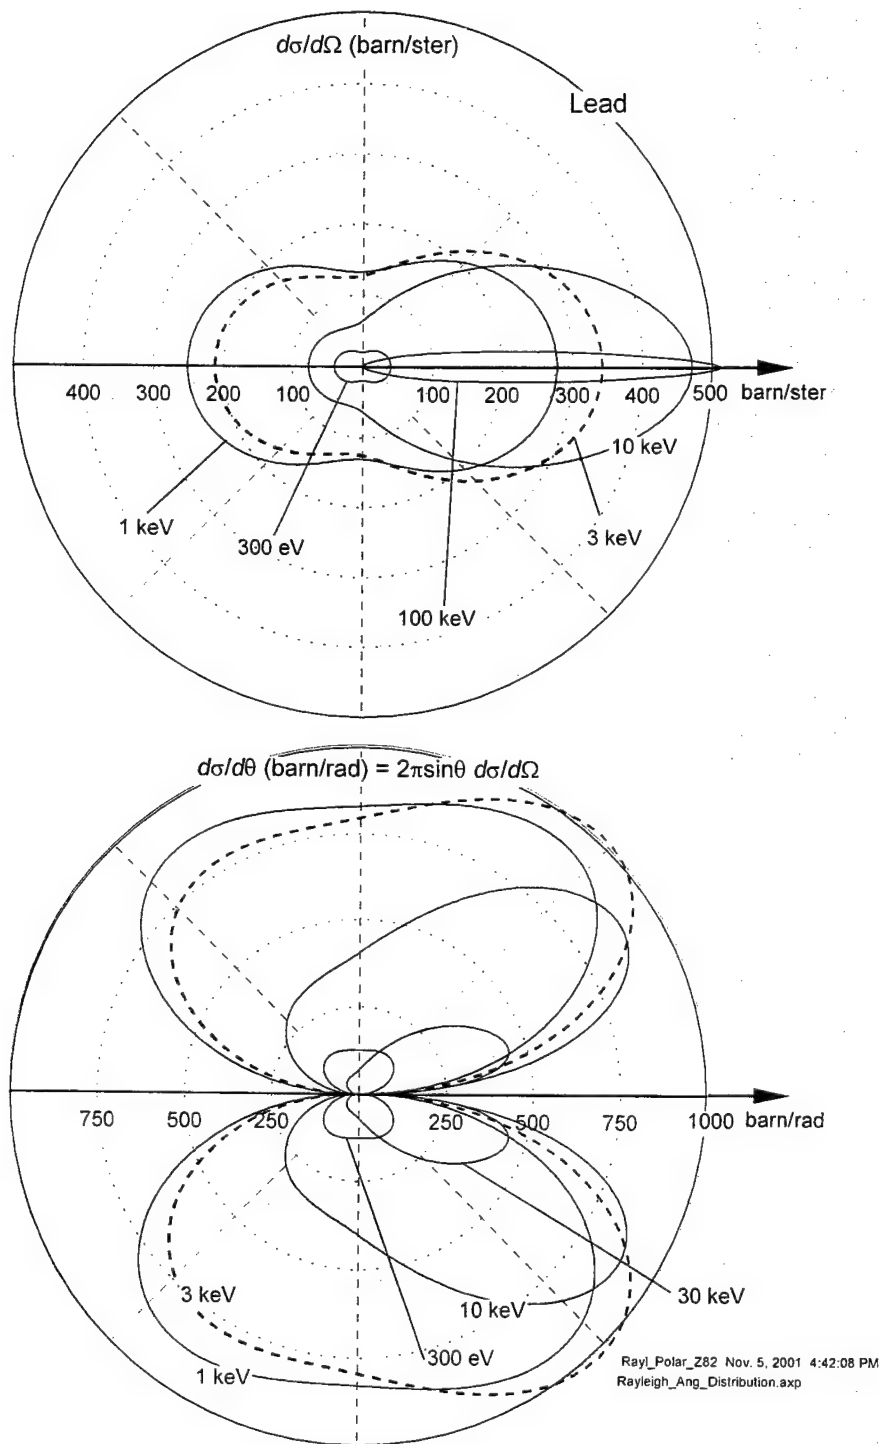 dσ/dΩ (barn/ster)
Lead
400 300 200 100 100 200 300 400 500 barn/ster
10 keV
1 keV
300 eV
3 keV
100 keV
dσ/dθ (barn/rad) = 2πsinθ dσ/dΩ
750 500 250 250 500 750 1000 barn/rad
3 keV
10 keV
30 keV
300 eV
1 keV
Rayl_Polar_Z82 Nov. 5, 2001 4:42:08 PM
Rayleigh_Ang_Distribution.axp